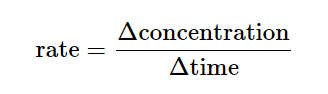 rate = Δconcentration / Δtime